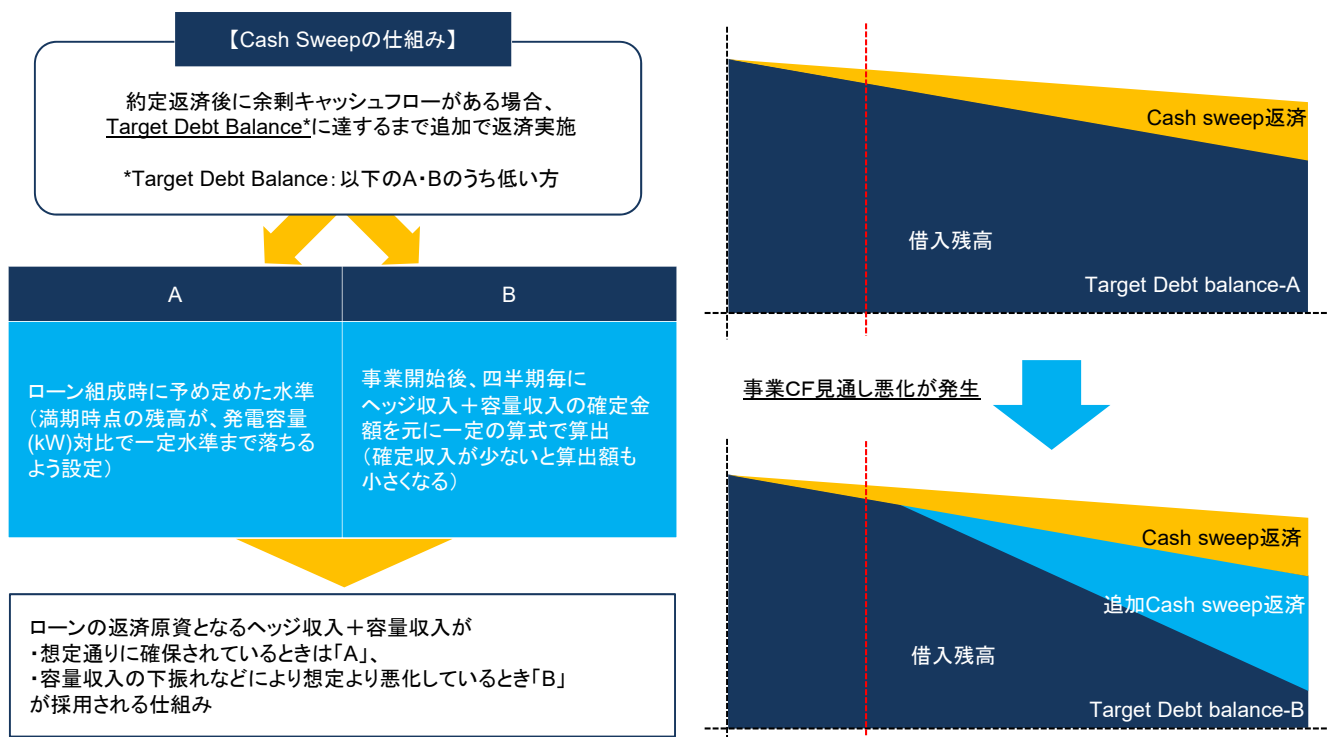 【Cash Sweepの仕組み】
約定返済後に余剰キャッシュフローがある場合、
Target Debt Balance*に達するまで追加で返済実施
*Target Debt Balance：以下のA・Bのうち低い方
A
B
ローン組成時に予め定めた水準
（満期時点の残高が、発電容量
(kW)対比で一定水準まで落ちる
よう設定）
事業開始後、四半期毎に
ヘッジ収入＋容量収入の確定金
額を元に一定の算式で算出
（確定収入が少ないと算出額も
小さくなる）
ローンの返済原資となるヘッジ収入＋容量収入が
・想定通りに確保されているときは「A」、
・容量収入の下振れなどにより想定より悪化しているとき「B」
が採用される仕組み
Cash sweep返済
借入残高
Target Debt balance-A
事業CF見通し悪化が発生
Cash sweep返済
追加Cash sweep返済
借入残高
Target Debt balance-B